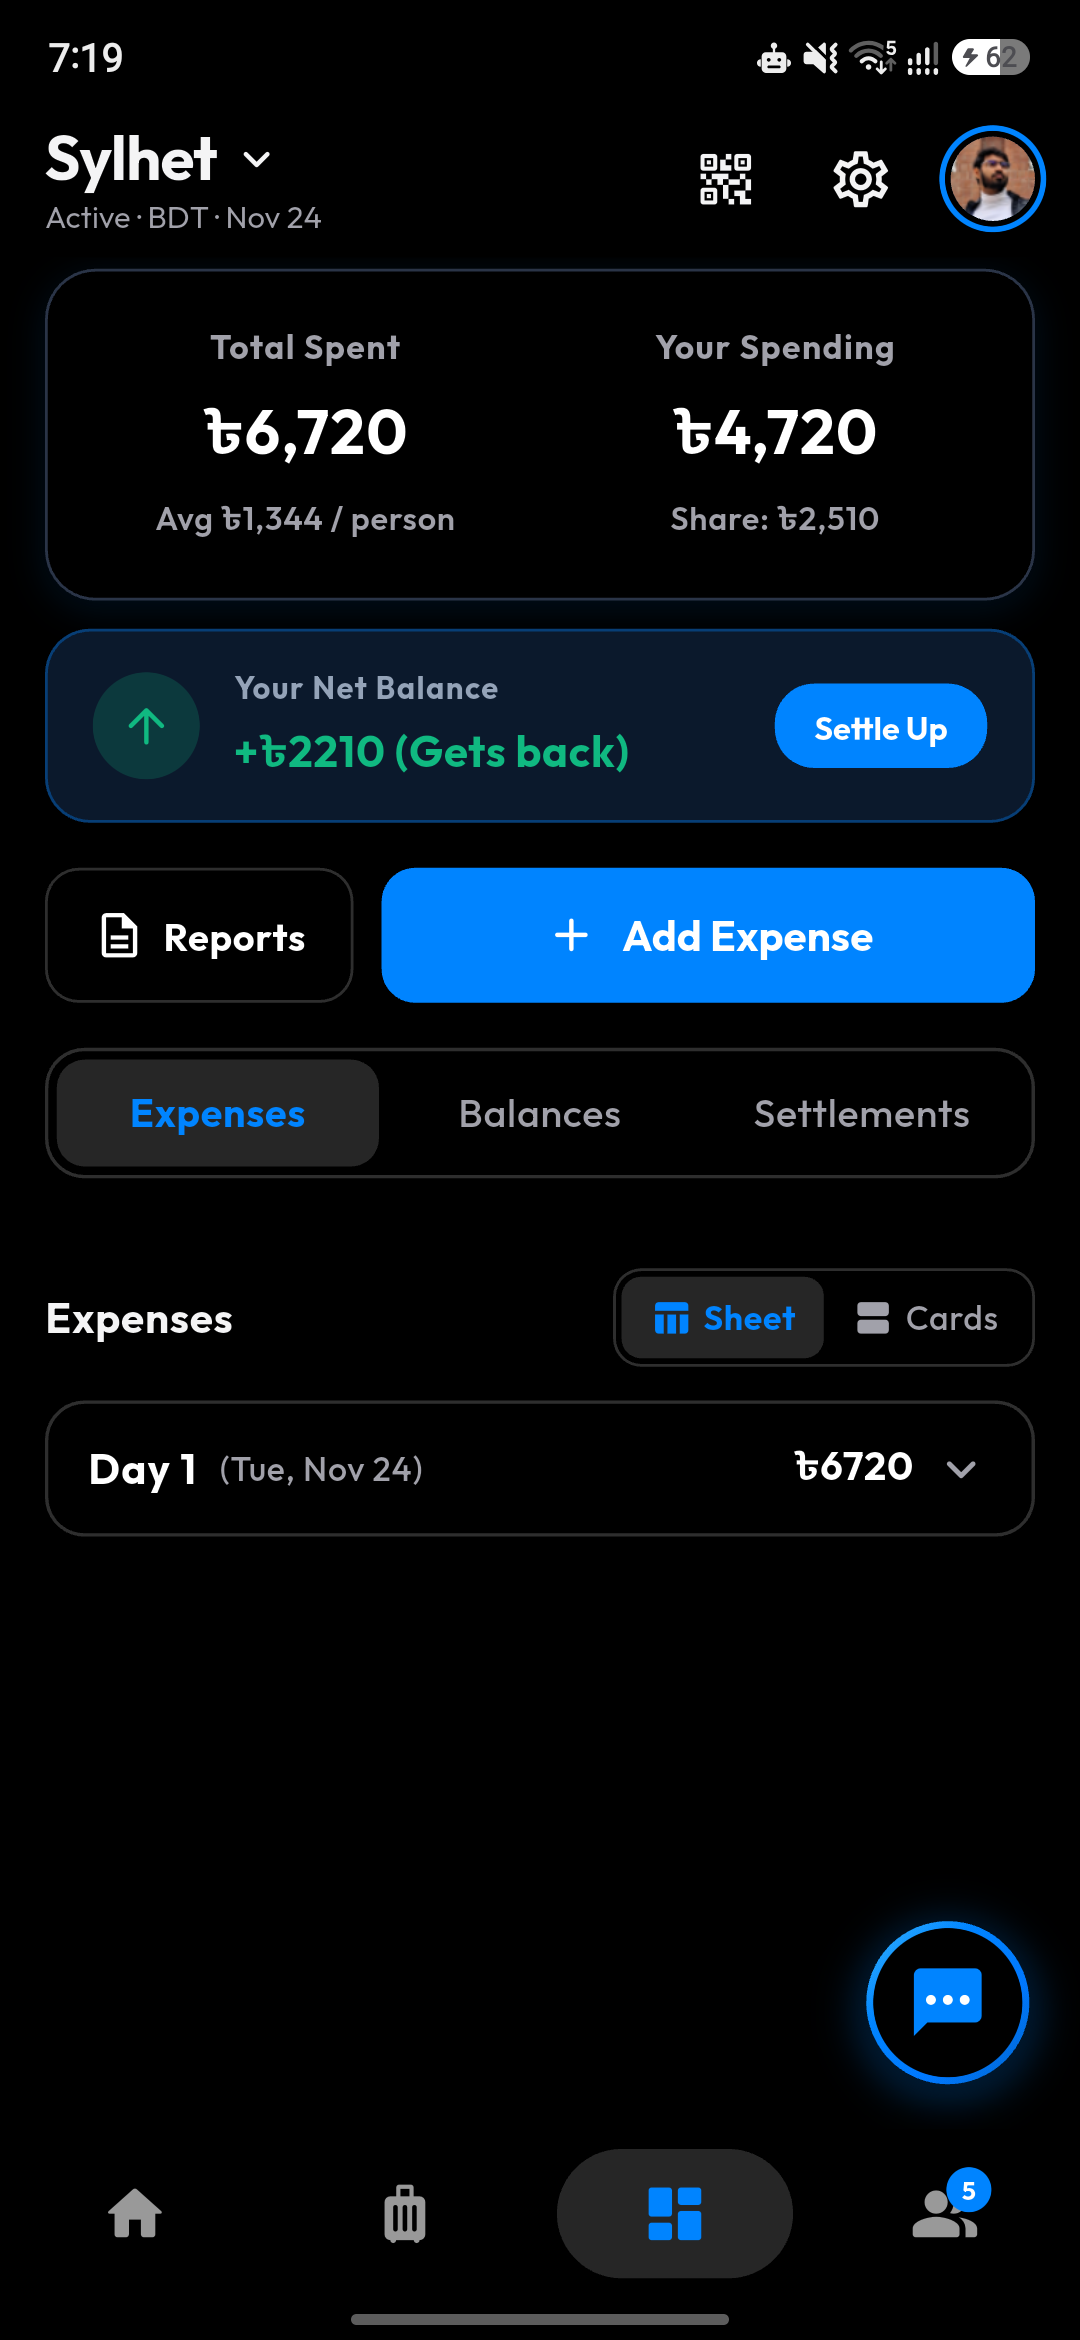 7:19
5
62
Sylhet
Active · BDT · Nov 24
Total Spent
Your Spending
৳6,720
৳4,720
Avg ৳1,344 / person
Share: ৳2,510
Your Net Balance
+৳2210 (Gets back)
Settle Up
Reports
Add Expense
Expenses
Balances
Settlements
Expenses
Sheet
Cards
Day 1 (Tue, Nov 24)
৳6720
5